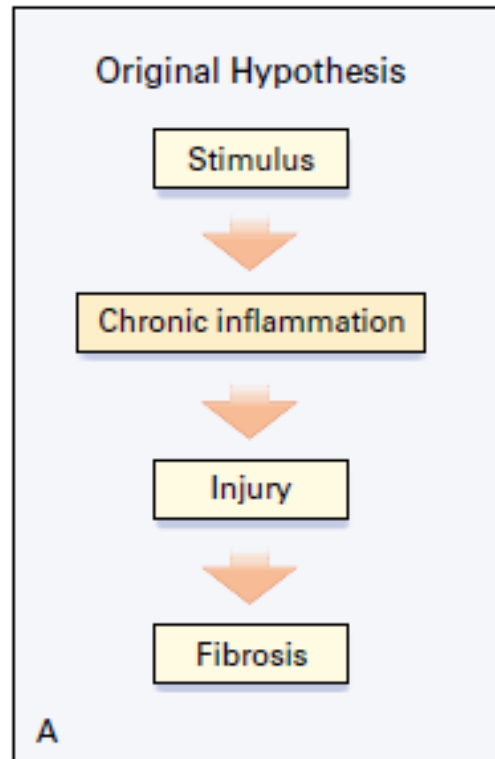 Original Hypothesis
Stimulus
Chronic inflammation
Injury
Fibrosis
A